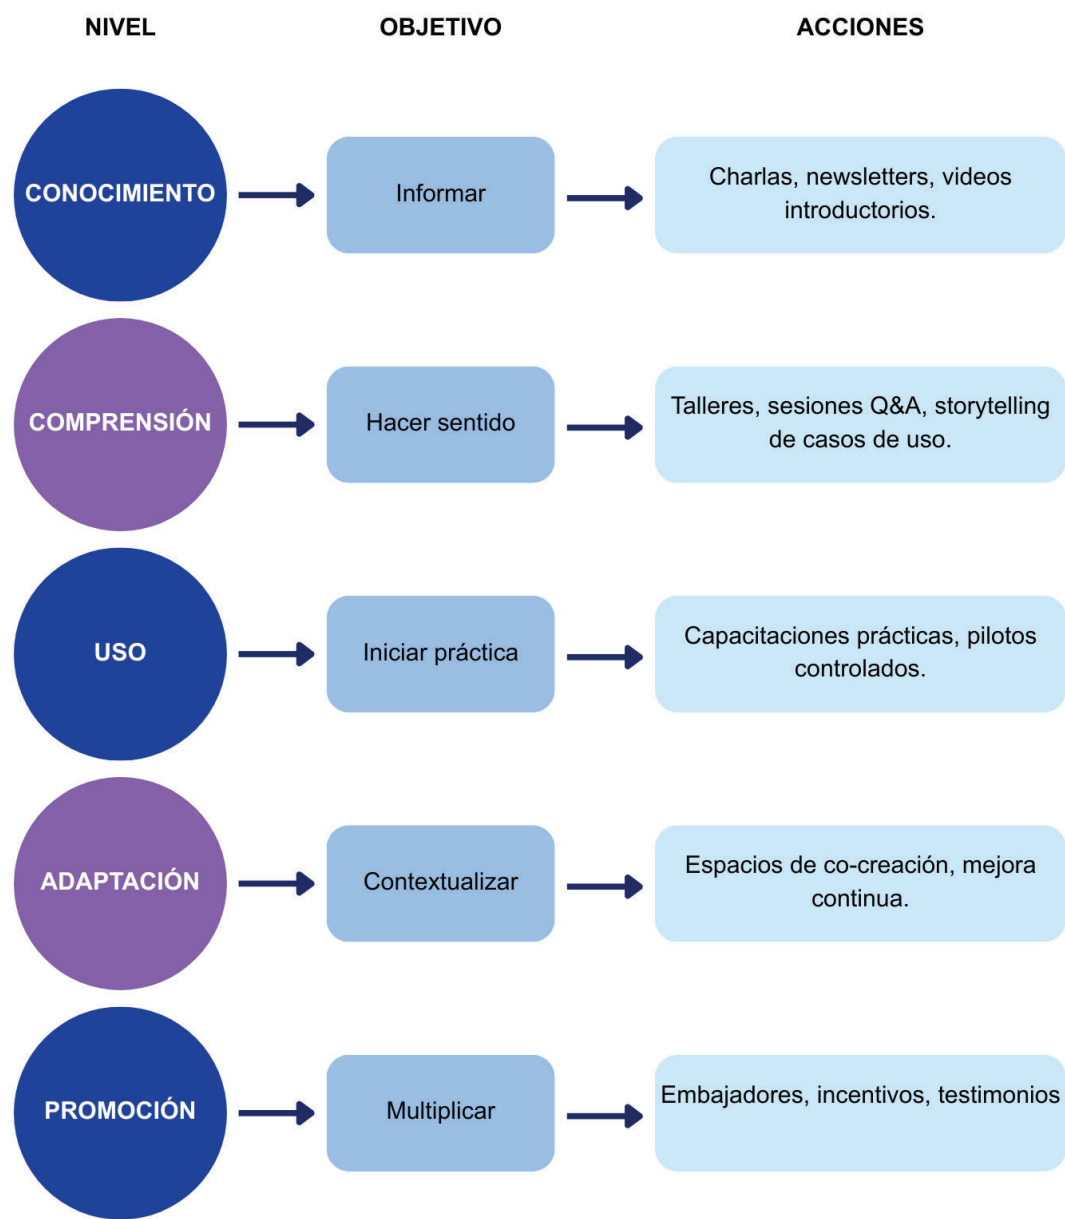 NIVEL OBJETIVO ACCIONES
CONOCIMIENTO
Informar
Charlas, newsletters, videos
introductorios.
COMPRENSIÓN
Hacer sentido
Talleres, sesiones Q&A, storytelling
de casos de uso.
USO
Iniciar práctica
Capacitaciones prácticas, pilotos
controlados.
ADAPTACIÓN
Contextualizar
Espacios de co-creación, mejora
continua.
PROMOCIÓN
Multiplicar
Embajadores, incentivos, testimonios